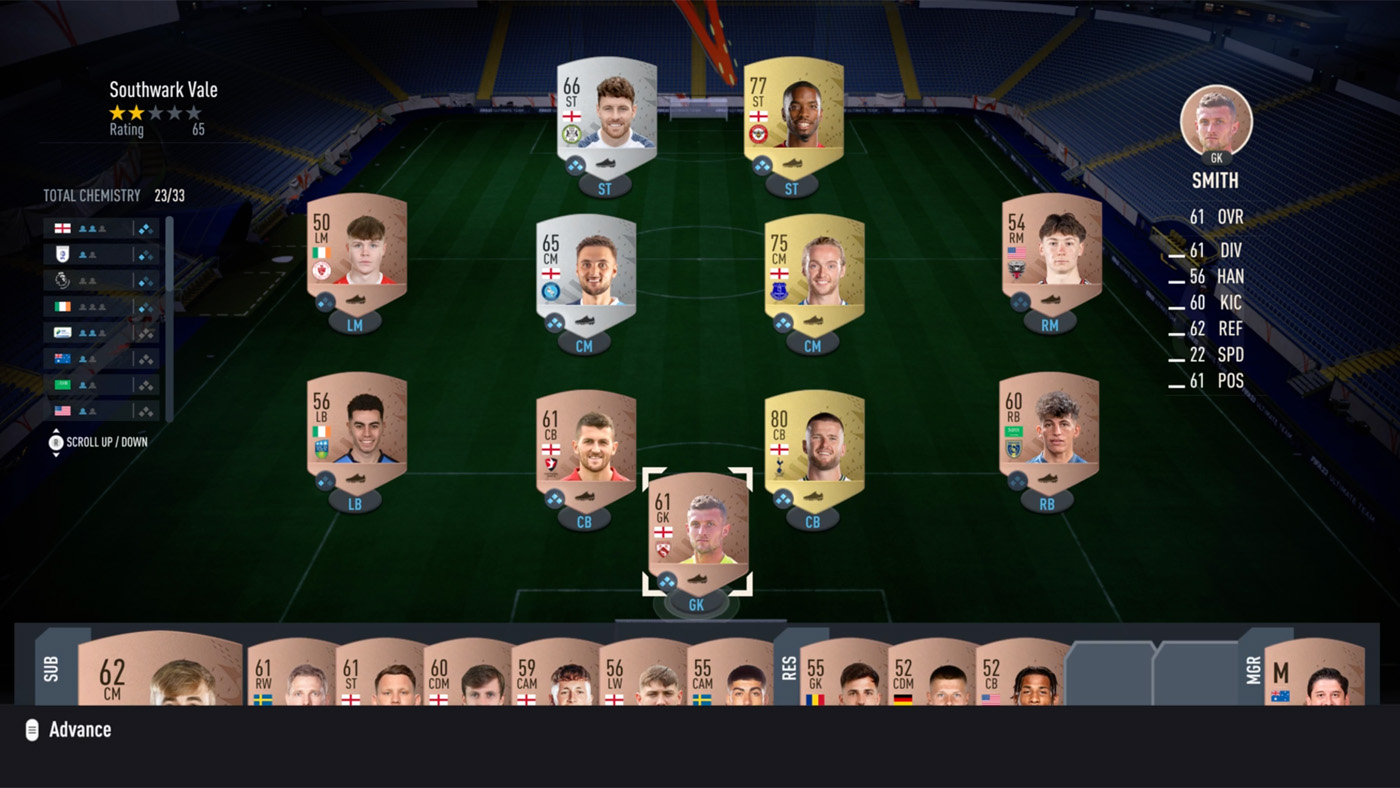 Southwark Vale
Rating 65
TOTAL CHEMISTRY 23/33
R SCROLL UP / DOWN
66
ST
ST
77
ST
ST
50
LM
LM
65
CM
CM
75
CM
CM
54
RM
RM
56
LB
LB
61
CB
CB
80
CB
CB
60
RB
RB
61
GK
GK
GK
SMITH
61 OVR
61 DIV
56 HAN
60 KIC
62 REF
22 SPD
61 POS
SUB
62
CM
61
RW
61
ST
60
CDM
59
CAM
56
LW
55
CAM
RES
55
GK
52
CDM
52
CB
MGR
M
Advance